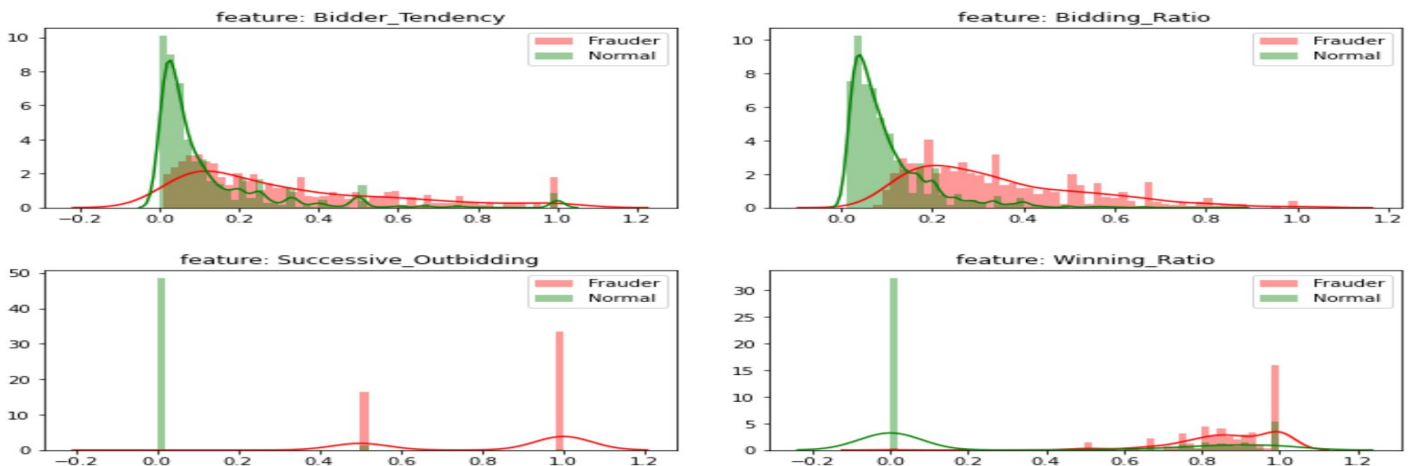 feature: Bidder_Tendency
10
8
6
4
2
0
−0.2 0.0 0.2 0.4 0.6 0.8 1.0 1.2
Frauder
Normal
feature: Bidding_Ratio
10
8
6
4
2
0
0.0 0.2 0.4 0.6 0.8 1.0 1.2
Frauder
Normal
feature: Successive_Outbidding
50
40
30
20
10
0
−0.2 0.0 0.2 0.4 0.6 0.8 1.0 1.2
Frauder
Normal
feature: Winning_Ratio
30
25
20
15
10
5
0
−0.2 0.0 0.2 0.4 0.6 0.8 1.0 1.2
Frauder
Normal